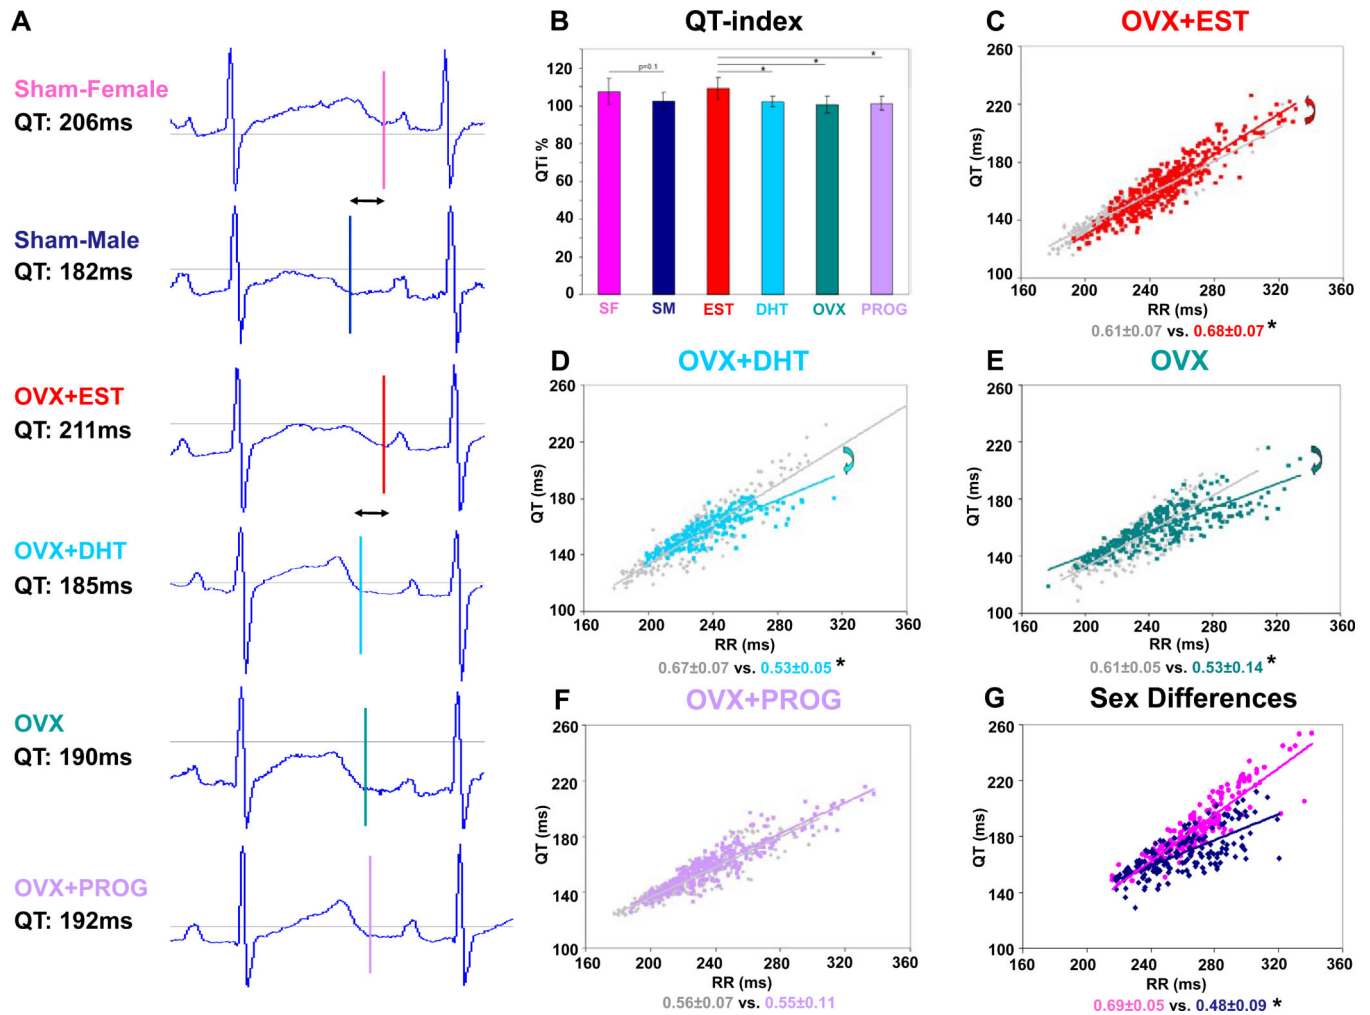 A
Sham-Female
QT: 206ms
Sham-Male
QT: 182ms
OVX+EST
QT: 211ms
OVX+DHT
QT: 185ms
OVX
QT: 190ms
OVX+PROG
QT: 192ms
B
QT-index
QTi %
120
100
80
60
40
20
0
p=0.1
*
*
*
SF
SM
EST
DHT
OVX
PROG
C
OVX+EST
QT (ms)
260
220
180
140
100
160
200
240
280
320
360
RR (ms)
0.61±0.07 vs. 0.68±0.07 *
D
OVX+DHT
QT (ms)
260
220
180
140
100
160
200
240
280
320
360
RR (ms)
0.67±0.07 vs. 0.53±0.05 *
E
OVX
QT (ms)
260
220
180
140
100
160
200
240
280
320
360
RR (ms)
0.61±0.05 vs. 0.53±0.14 *
F
OVX+PROG
QT (ms)
260
220
180
140
100
160
200
240
280
320
360
RR (ms)
0.56±0.07 vs. 0.55±0.11
G
Sex Differences
QT (ms)
260
220
180
140
100
160
200
240
280
320
360
RR (ms)
0.69±0.05 vs. 0.48±0.09 *